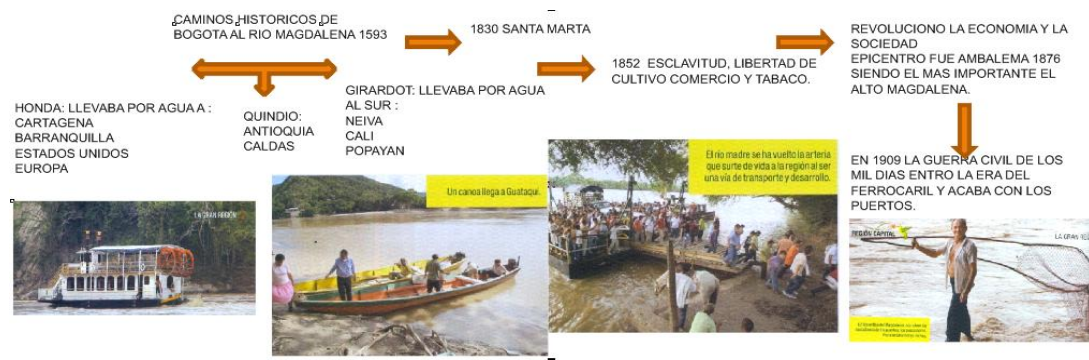 CAMINOS HISTORICOS DE
BOGOTA AL RIO MAGDALENA 1593
1830 SANTA MARTA
1852  ESCLAVITUD, LIBERTAD DE
CULTIVO COMERCIO Y TABACO.
REVOLUCIONO LA ECONOMIA Y LA
SOCIEDAD
EPICENTRO FUE AMBALEMA 1876
SIENDO EL MAS IMPORTANTE EL
ALTO MAGDALENA.
HONDA: LLEVABA POR AGUA A :
CARTAGENA
BARRANQUILLA
ESTADOS UNIDOS
EUROPA
QUINDIO:
ANTIOQUIA
CALDAS
GIRARDOT: LLEVABA POR AGUA
AL SUR :
NEIVA
CALI
POPAYAN
EN 1909 LA GUERRA CIVIL DE LOS
MIL DIAS ENTRO LA ERA DEL
FERROCARIL Y ACABA CON LOS
PUERTOS.
LA GRAN REGIÓN
Un canoa llega a Guataquí.
El río madre se ha vuelto la arteria
que surte de vida a la región al ser
una vía de transporte y desarrollo.
REGIÓN CAPITAL
LA GRAN